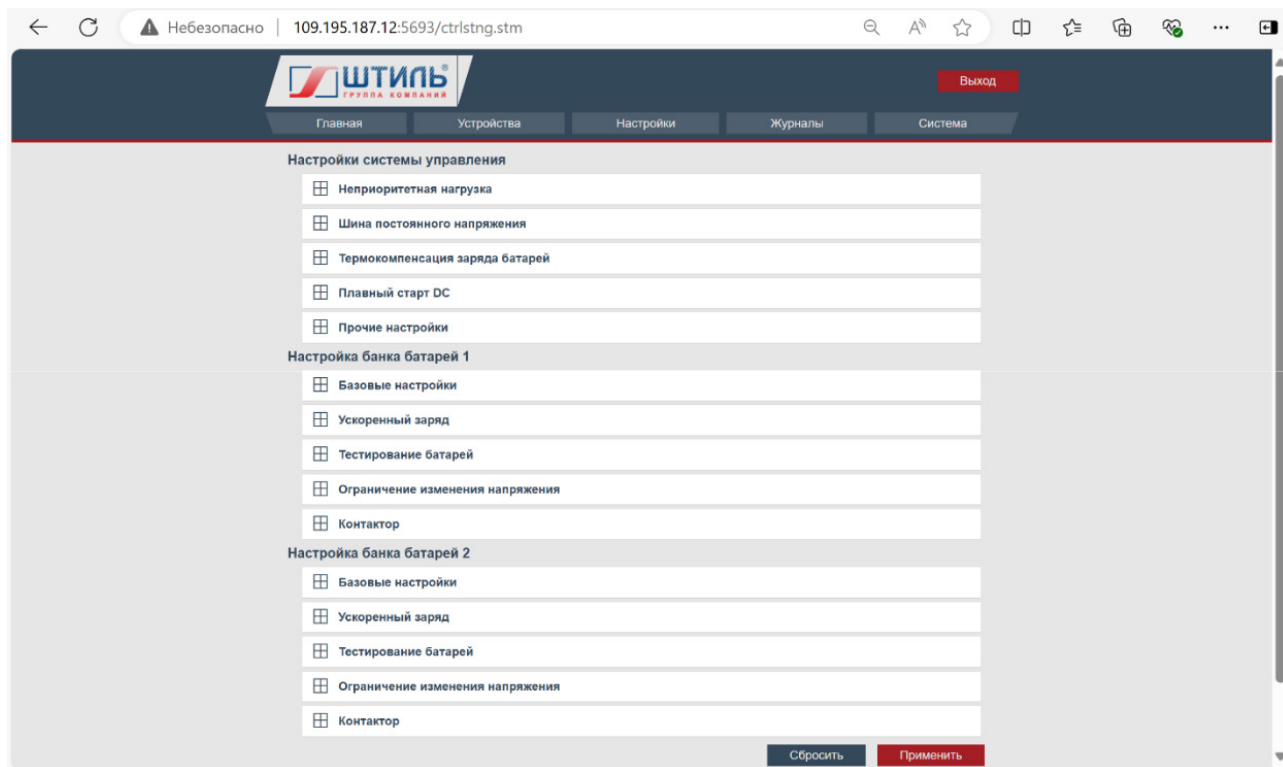 Небезопасно | 109.195.187.12:5693/ctrlstng.stm
ШТИЛЬ®
ГРУППА КОМПАНИЙ
Выход
Главная Устройства Настройки Журналы Система
Настройки системы управления
Неприоритетная нагрузка
Шина постоянного напряжения
Термокомпенсация заряда батарей
Плавный старт DC
Прочие настройки
Настройка банка батарей 1
Базовые настройки
Ускоренный заряд
Тестирование батарей
Ограничение изменения напряжения
Контактор
Настройка банка батарей 2
Базовые настройки
Ускоренный заряд
Тестирование батарей
Ограничение изменения напряжения
Контактор
Сбросить Применить